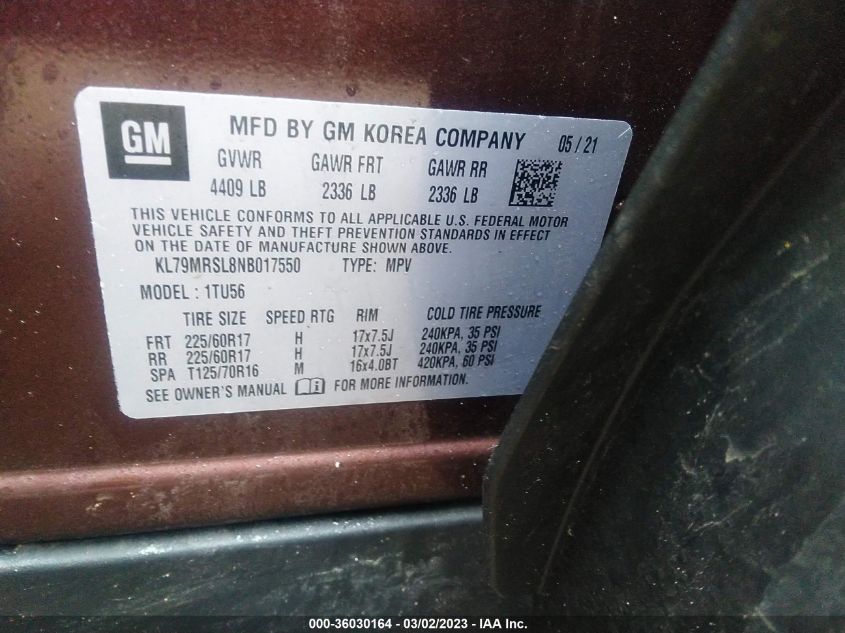 GM
MFD BY GM KOREA COMPANY 05 / 21
GVWR GAWR FRT GAWR RR
4409 LB 2336 LB 2336 LB
THIS VEHICLE CONFORMS TO ALL APPLICABLE U.S. FEDERAL MOTOR
VEHICLE SAFETY AND THEFT PREVENTION STANDARDS IN EFFECT
ON THE DATE OF MANUFACTURE SHOWN ABOVE.
KL79MRSL8NB017550 TYPE: MPV
MODEL : 1TU56
TIRE SIZE SPEED RTG RIM COLD TIRE PRESSURE
FRT 225/60R17 H 17x7.5J 240KPA, 35 PSI
RR 225/60R17 H 17x7.5J 240KPA, 35 PSI
SPA T125/70R16 M 16x4.0BT 420KPA, 60 PSI
SEE OWNER'S MANUAL FOR MORE INFORMATION.
000-36030164 — 03/02/2023 — IAA Inc.